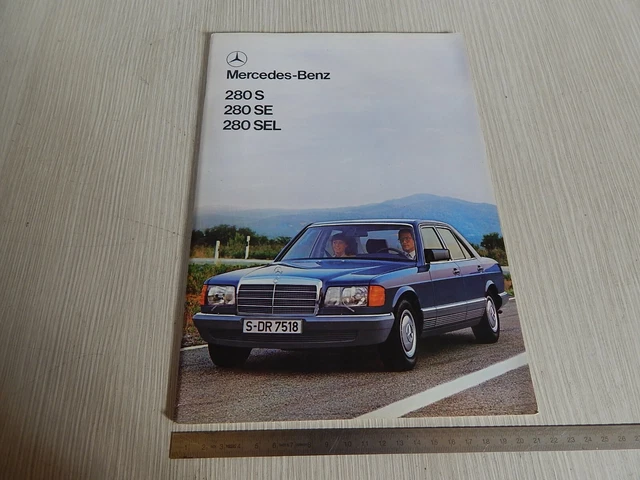 Mercedes-Benz
280 S
280 SE
280 SEL
S-DR 7518